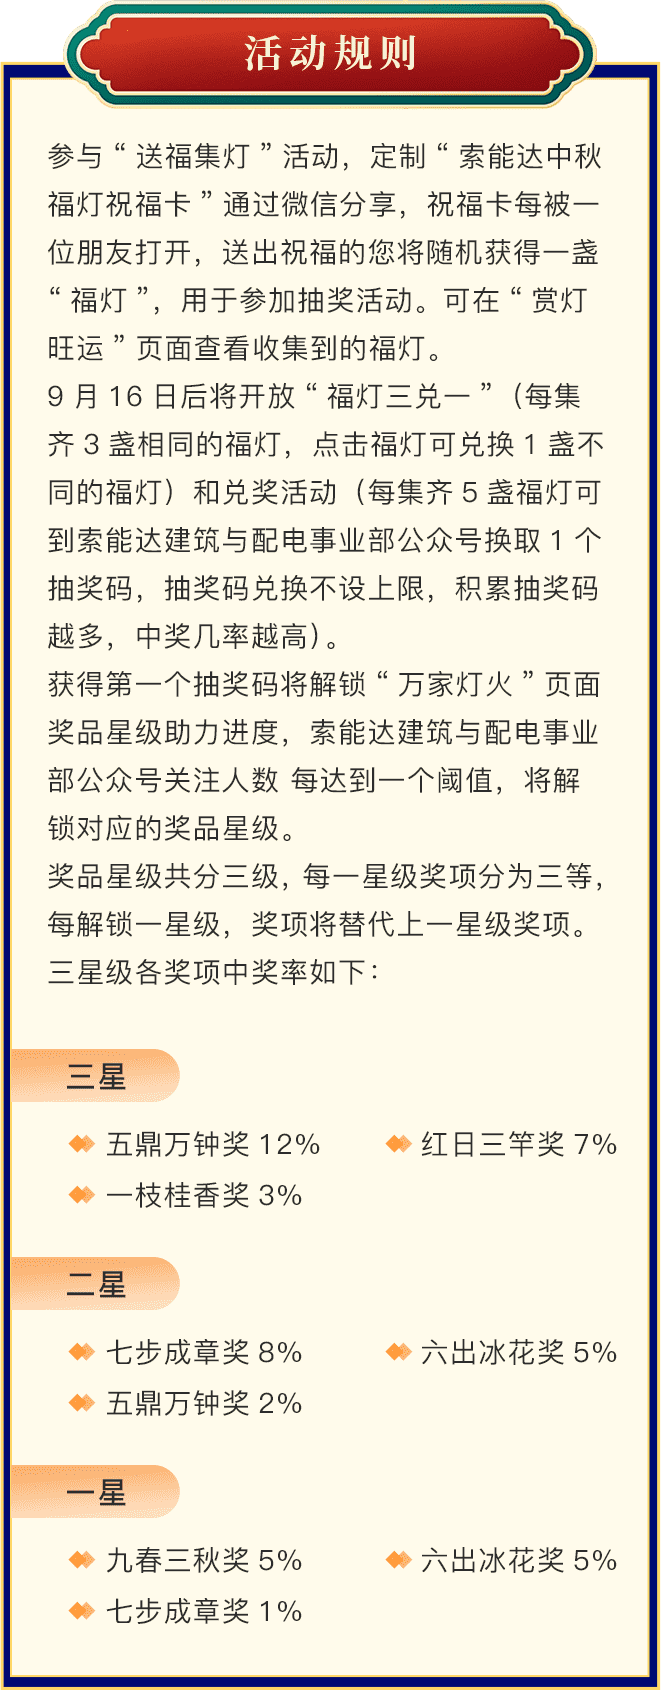 活动规则
参与“送福集灯”活动，定制“索能达中秋
福灯祝福卡”通过微信分享，祝福卡每被一
位朋友打开，送出祝福的您将随机获得一盏
“福灯”，用于参加抽奖活动。可在“赏灯
旺运”页面查看收集到的福灯。
9 月 16 日后将开放“福灯三兑一”（每集
齐 3 盏相同的福灯，点击福灯可兑换 1 盏不
同的福灯）和兑奖活动（每集齐 5 盏福灯可
到索能达建筑与配电事业部公众号换取 1 个
抽奖码，抽奖码兑换不设上限，积累抽奖码
越多，中奖几率越高）。
获得第一个抽奖码将解锁“万家灯火”页面
奖品星级助力进度，索能达建筑与配电事业
部公众号关注人数 每达到一个阈值，将解
锁对应的奖品星级。
奖品星级共分三级，每一星级奖项分为三等，
每解锁一星级，奖项将替代上一星级奖项。
三星级各奖项中奖率如下：
三星
五鼎万钟奖 12% 红日三竿奖 7%
一枝桂香奖 3%
二星
七步成章奖 8% 六出冰花奖 5%
五鼎万钟奖 2%
一星
九春三秋奖 5% 六出冰花奖 5%
七步成章奖 1%